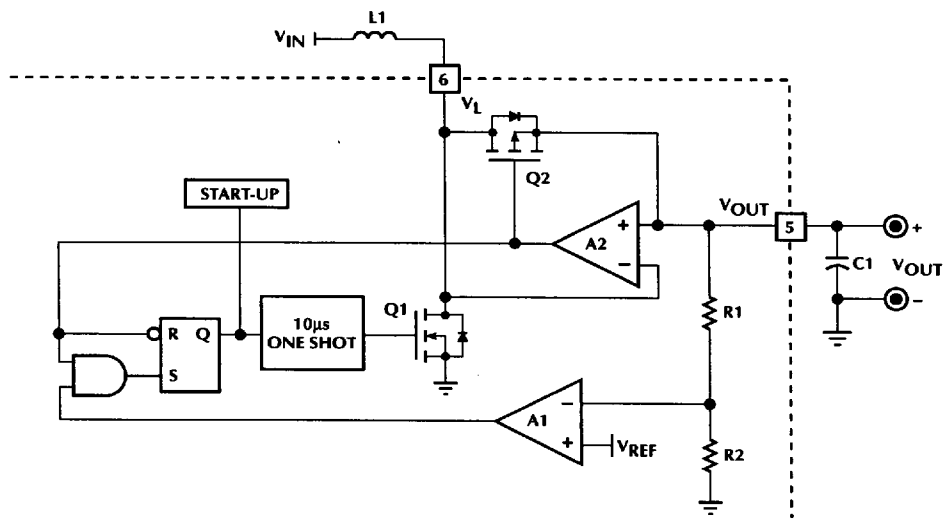 L1
VIN
6
VL
Q2
START-UP
VOUT
5
+
A2
+
−
C1
VOUT
−
Q1
R1
10µs
ONE SHOT
R Q
S
A1
−
+
VREF
R2